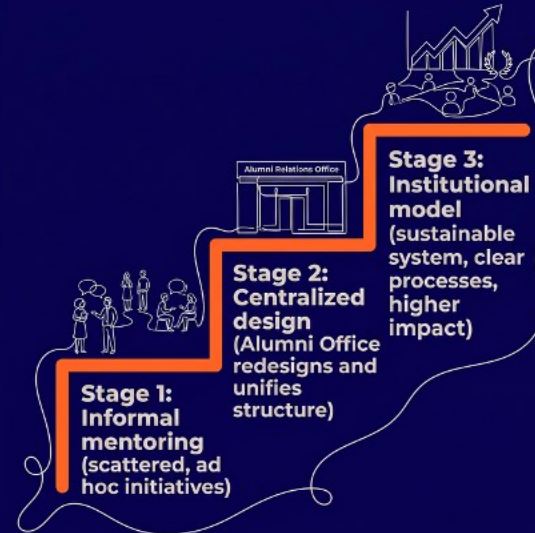 Alumni Relations Office
Stage 3:
Institutional
model
(sustainable
system, clear
processes,
higher
impact)
Stage 2:
Centralized
design
(Alumni Office
redesigns and
unifies
structure)
Stage 1:
Informal
mentoring
(scattered, ad
hoc initiatives)